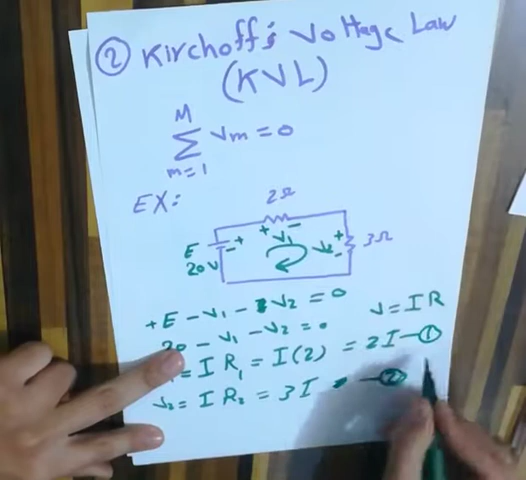 ② Kirchoff's Voltage Law
(KVL)
M
∑ Vm = 0
m=1
EX:
2Ω
+ V1 -
E
20V
+
-
V2
+
-
3Ω
+E - V1 - V2 = 0
V = IR
20 - V1 - V2 = 0
= I R1 = I(2) = 2I — ①
V2 = I R2 = 3I — ②